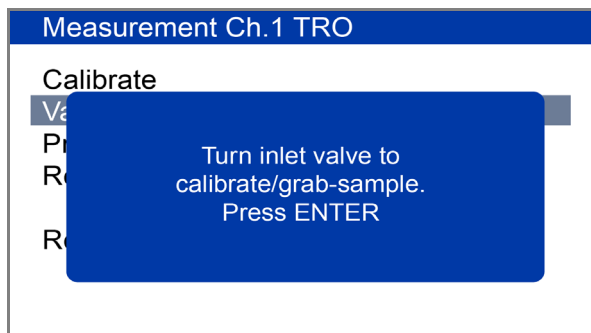 Measurement Ch.1 TRO
Calibrate
Turn inlet valve to
calibrate/grab-sample.
Press ENTER